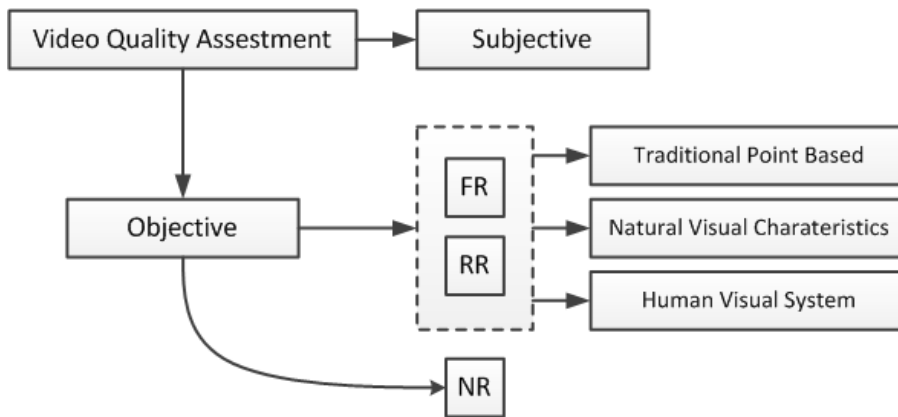 Video Quality Assestment
Subjective
Traditional Point Based
FR
Objective
Natural Visual Charateristics
RR
Human Visual System
NR